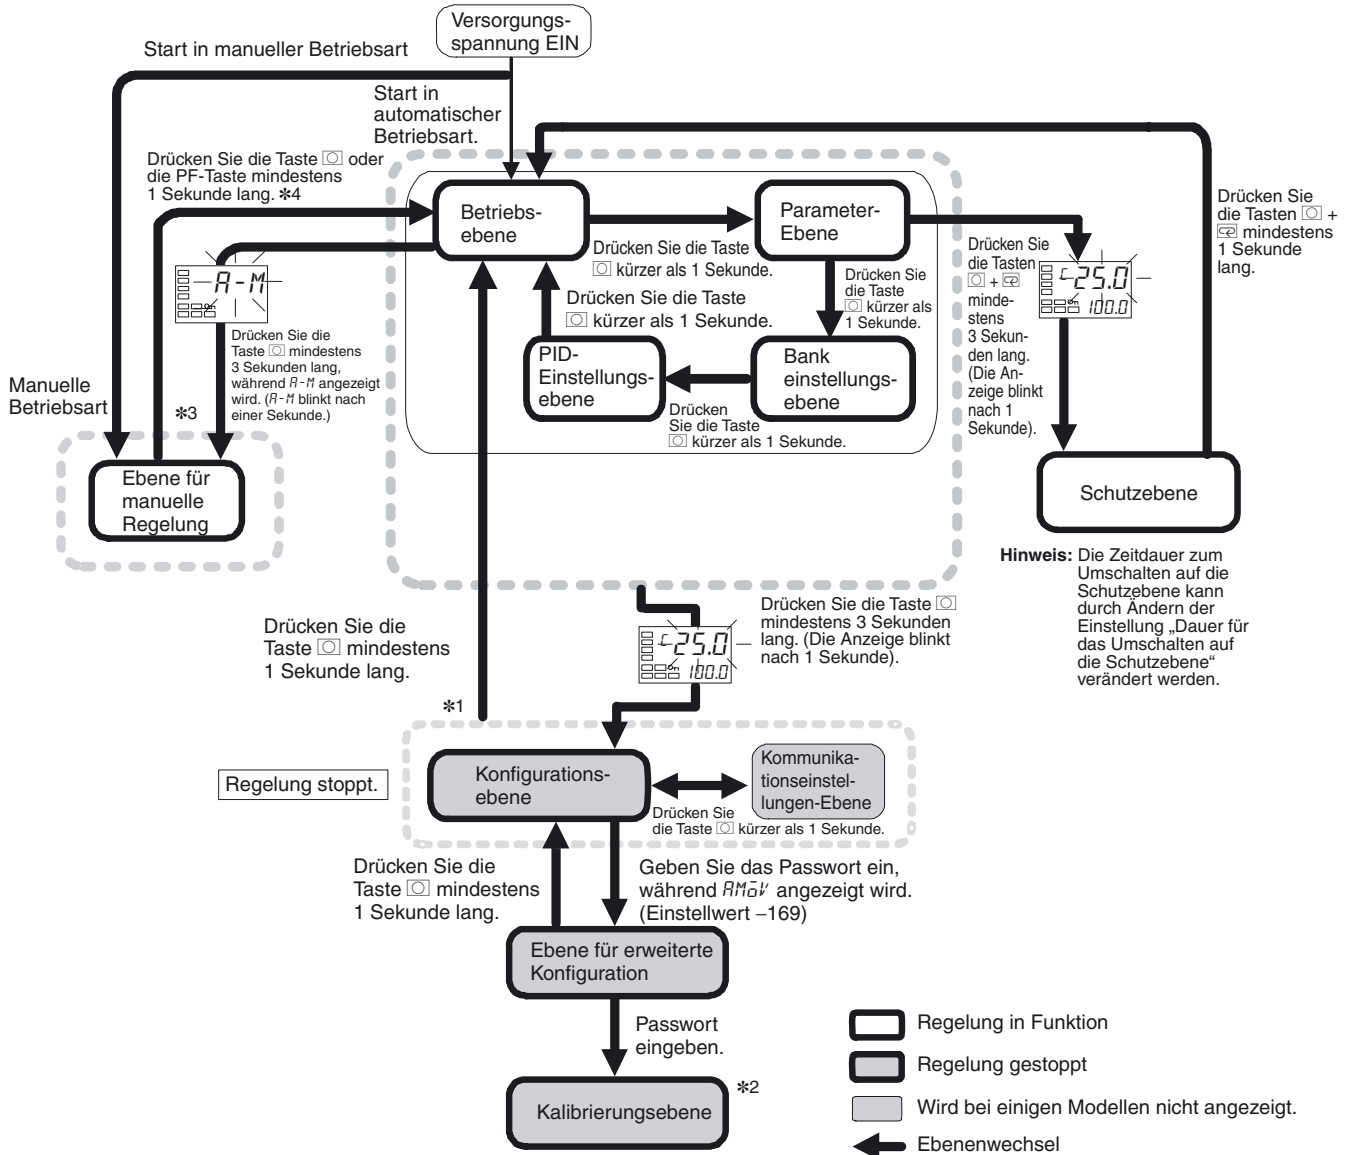 Versorgungs-
spannung EIN
Start in manueller Betriebsart
Start in
automatischer
Betriebsart.
Drücken Sie die Taste oder
die PF-Taste mindestens
1 Sekunde lang. ✻4
Betriebs-
ebene
Drücken Sie die Taste
kürzer als 1 Sekunde.
Parameter-
Ebene
Drücken Sie
die Taste
kürzer als
1 Sekunde.
Bank
einstellungs-
ebene
Drücken
Sie die Taste
kürzer als 1 Sekunde.
PID-
Einstellungs-
ebene
Drücken Sie die Taste
kürzer als 1 Sekunde.
Drücken Sie
die Tasten
+
minde-
stens
3 Sekun-
den lang.
(Die An-
zeige blinkt
nach 1
Sekunde).
C 25.0
100.0
Drücken Sie
die Tasten +
mindestens
1 Sekunde
lang.
Schutzebene
Hinweis: Die Zeitdauer zum
Umschalten auf die
Schutzebene kann
durch Ändern der
Einstellung „Dauer für
das Umschalten auf
die Schutzebene“
verändert werden.
A-M
Drücken Sie die
Taste mindestens
3 Sekunden lang,
während A-M angezeigt
wird. (A-M blinkt nach
einer Sekunde.)
Manuelle
Betriebsart
✻3
Ebene für
manuelle
Regelung
Drücken Sie die
Taste mindestens
1 Sekunde lang.
✻1
C 25.0
100.0
Drücken Sie die Taste
mindestens 3 Sekunden
lang. (Die Anzeige blinkt
nach 1 Sekunde).
Regelung stoppt.
Konfigurations-
ebene
Kommunika-
tionseinstel-
lungen-Ebene
Drücken Sie
die Taste kürzer als 1 Sekunde.
Drücken Sie die
Taste mindestens
1 Sekunde lang.
Geben Sie das Passwort ein,
während AMoV angezeigt wird.
(Einstellwert –169)
Ebene für erweiterte
Konfiguration
Passwort
eingeben.
Kalibrierungsebene
✻2
Regelung in Funktion
Regelung gestoppt
Wird bei einigen Modellen nicht angezeigt.
Ebenenwechsel